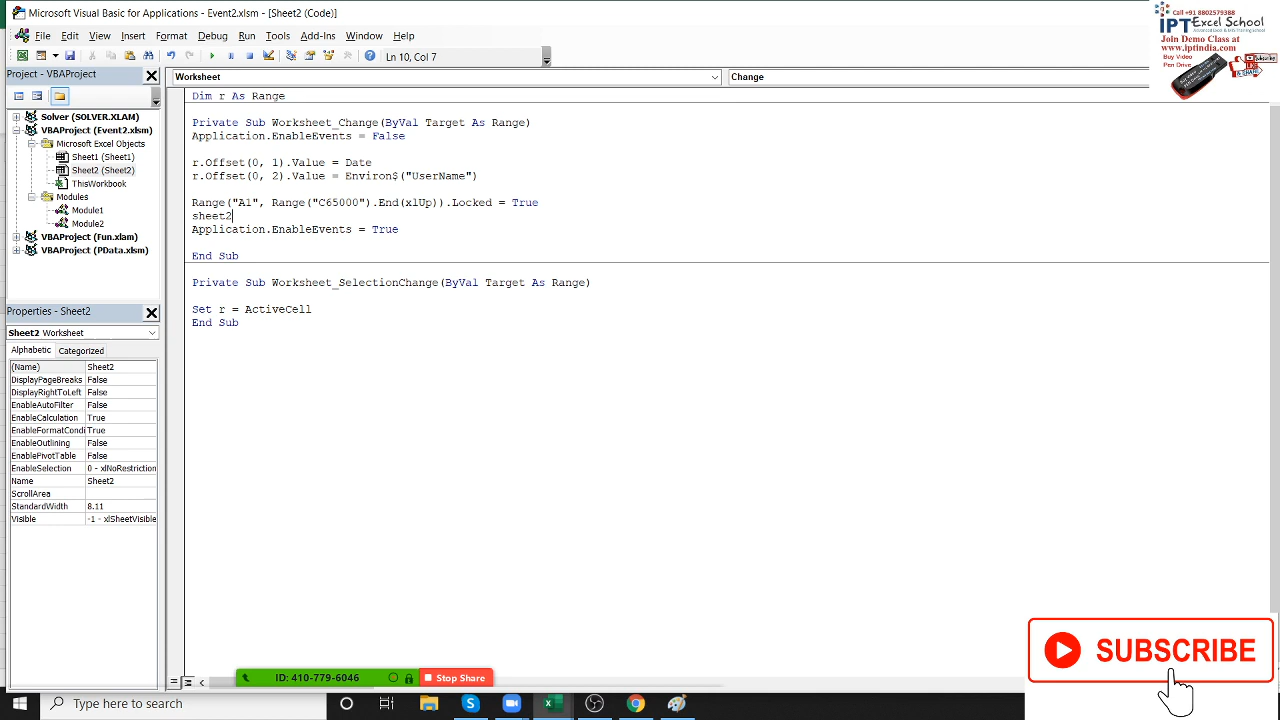 Microsoft Visual Basic for Applications - Event2.xlsm - [Sheet2 (Code)]
File Edit View Insert Format Debug Run Tools Add-Ins Window Help
Ln 10, Col 7
Project - VBAProject
Solver (SOLVER.XLAM)
VBAProject (Event2.xlsm)
Microsoft Excel Objects
Sheet1 (Sheet1)
Sheet2 (Sheet2)
ThisWorkbook
Modules
Module1
Module2
VBAProject (Fun.xlam)
VBAProject (PData.xlsm)
Properties - Sheet2
Sheet2 Worksheet
Alphabetic Categorized
(Name) Sheet2
DisplayPageBreaks False
DisplayRightToLeft False
EnableAutoFilter False
EnableCalculation True
EnableFormatCondi True
EnableOutlining False
EnablePivotTable False
EnableSelection 0 - xlNoRestriction
Name Sheet2
ScrollArea
StandardWidth 8.11
Visible -1 - xlSheetVisible
Worksheet Change
Dim r As Range
Private Sub Worksheet_Change(ByVal Target As Range)
Application.EnableEvents = False
r.Offset(0, 1).Value = Date
r.Offset(0, 2).Value = Environ$("UserName")
Range("A1", Range("C65000").End(xlUp)).Locked = True
sheet2
Application.EnableEvents = True
End Sub
Private Sub Worksheet_SelectionChange(ByVal Target As Range)
Set r = ActiveCell
End Sub
Call +91 8802579388
IPT Excel School
Join Demo Class at
www.iptindia.com
Buy Video
Pen Drive
SUBSCRIBE
ID: 410-779-6046 Stop Share
Type here to search